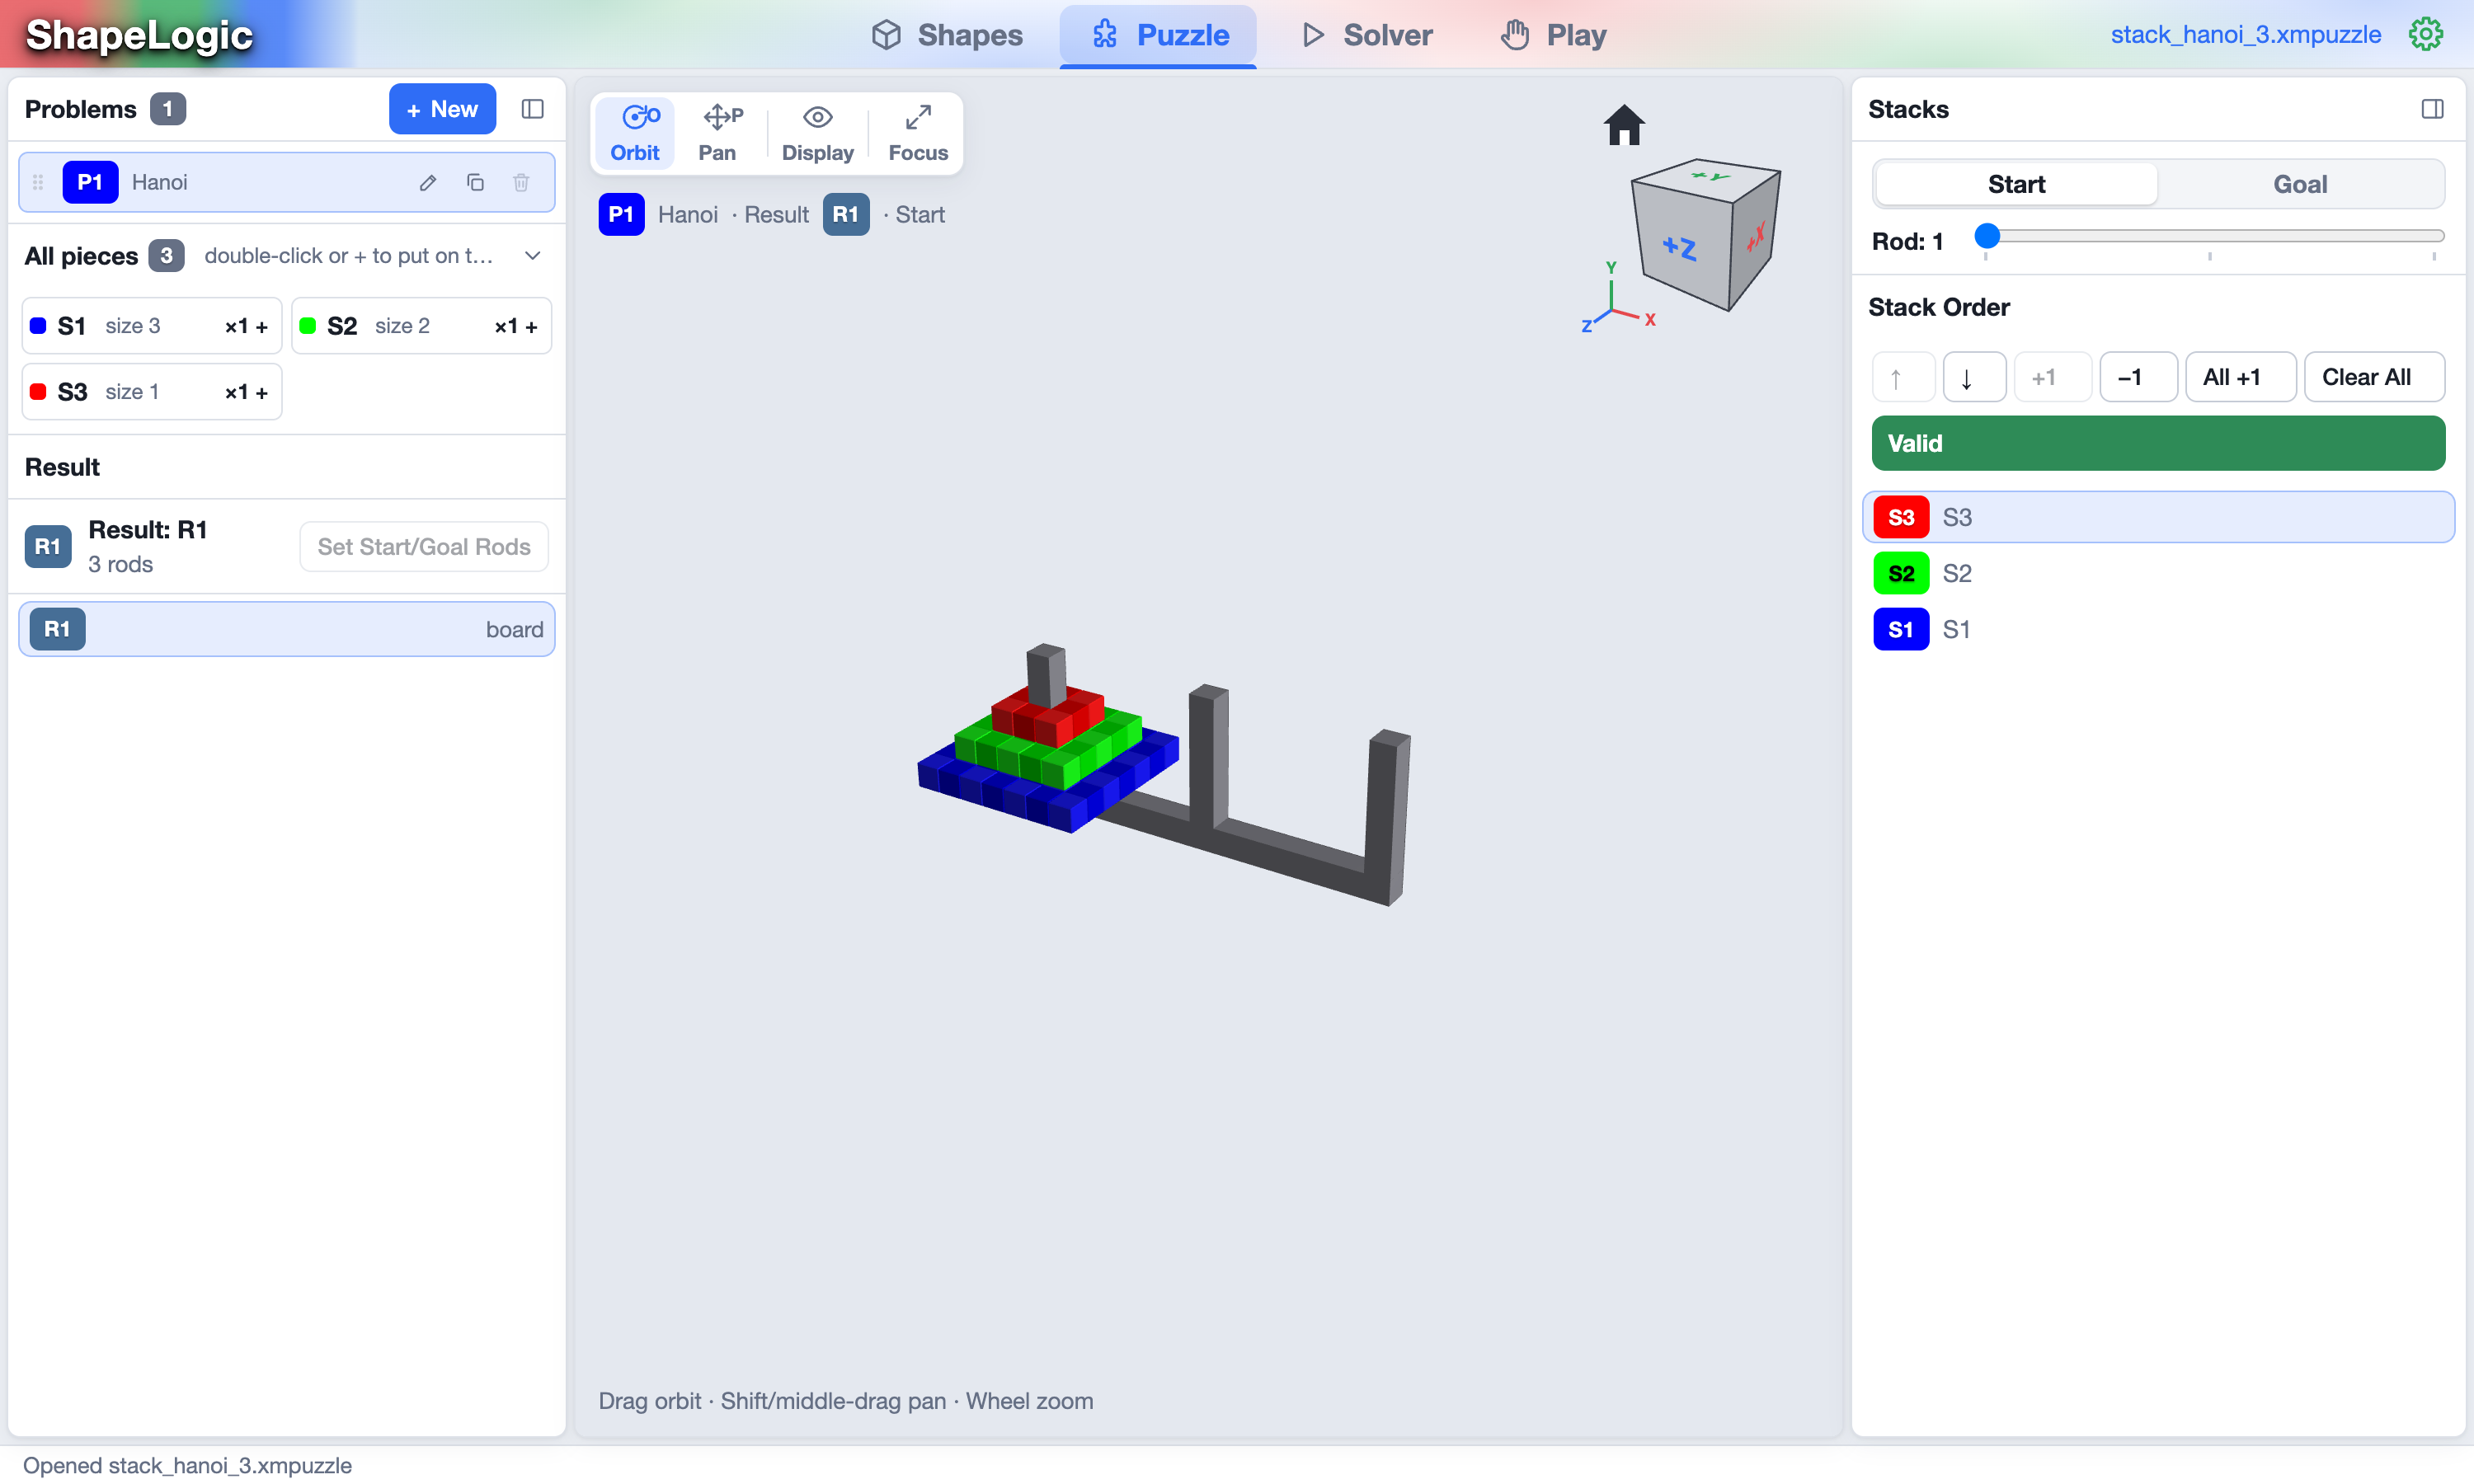 ShapeLogic
Shapes
Puzzle
Solver
Play
stack_hanoi_3.xmpuzzle
Problems 1
+ New
P1 Hanoi
All pieces 3 double-click or + to put on t...
S1 size 3 ×1 +
S2 size 2 ×1 +
S3 size 1 ×1 +
Result
R1 Result: R1
3 rods
Set Start/Goal Rods
R1 board
O
Orbit
P
Pan
Display
Focus
P1 Hanoi · Result R1 · Start
+Y
+Z
+X
Y
Z
X
Drag orbit · Shift/middle-drag pan · Wheel zoom
Stacks
Start
Goal
Rod: 1
Stack Order
↑ ↓ +1 −1 All +1 Clear All
Valid
S3 S3
S2 S2
S1 S1
Opened stack_hanoi_3.xmpuzzle